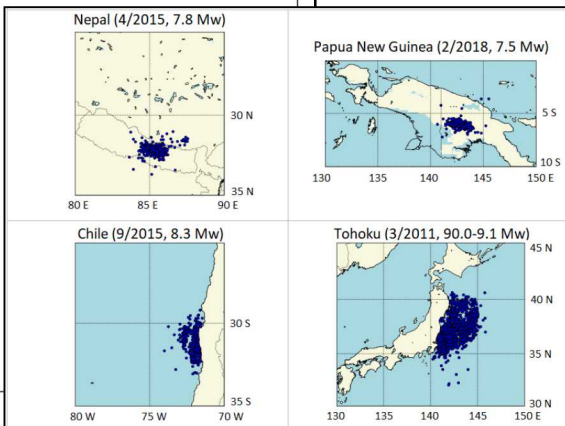 Nepal (4/2015, 7.8 Mw)
30 N
35 N
80 E
85 E
90 E
Papua New Guinea (2/2018, 7.5 Mw)
5 S
10 S
130
135
140
145
150 E
Chile (9/2015, 8.3 Mw)
30 S
35 S
80 W
75 W
70 W
Tohoku (3/2011, 90.0-9.1 Mw)
45 N
40 N
35 N
30 N
130
135
140
145
150 E